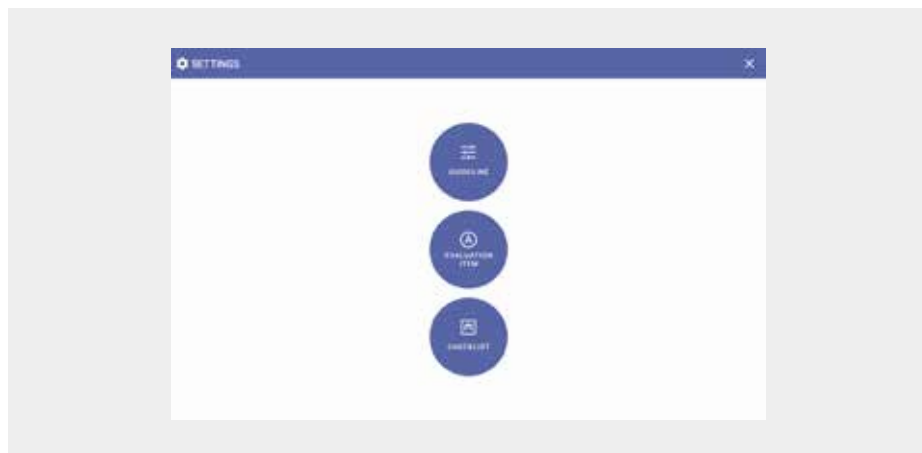 SETTINGS
GUIDELINE
EVALUATION
ITEM
CHECKLIST